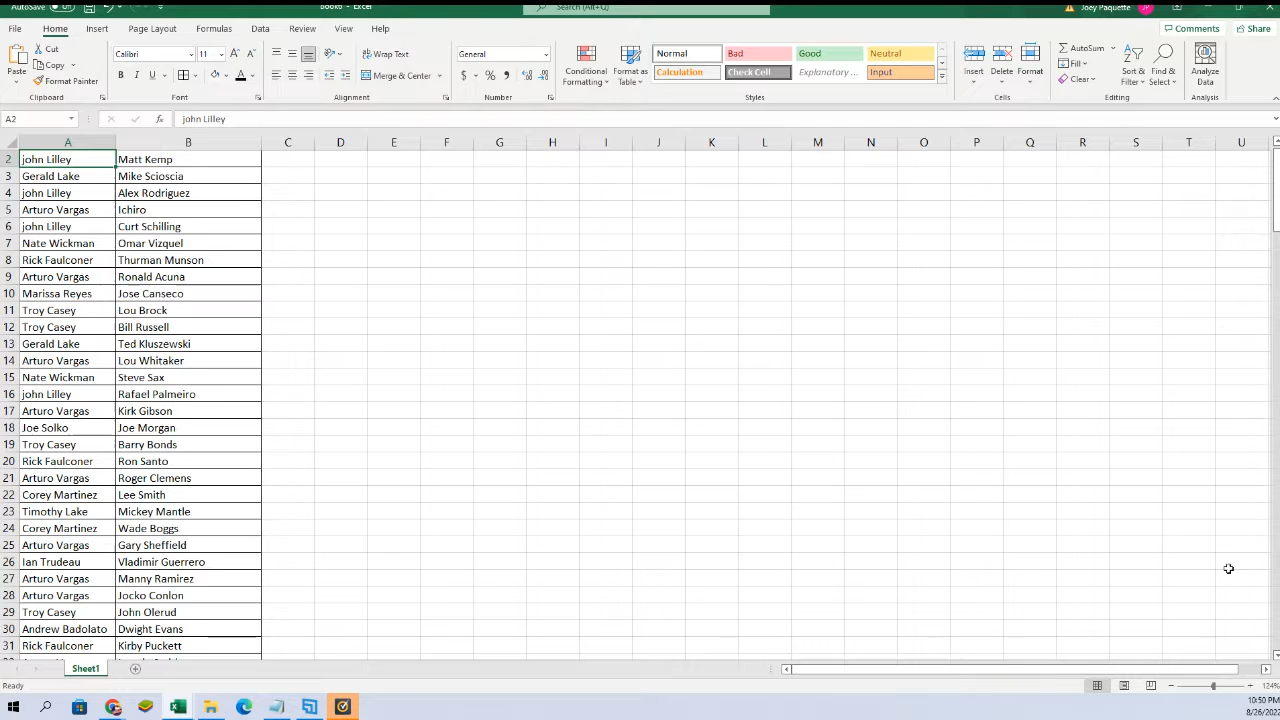 AutoSave Book6 - Excel Search (Alt+Q) Joey Paquette JP
File Home Insert Page Layout Formulas Data Review View Help Comments Share
Paste Cut Copy Format Painter Clipboard
Calibri 11 B I U A Font
Wrap Text Merge & Center Alignment
General $ % , Number
Conditional Formatting Format as Table
Normal Bad Good Neutral
Calculation Check Cell Explanatory ... Input
Styles
Insert Delete Format Cells
AutoSum Fill Clear Sort & Filter Find & Select Editing
Analyze Data Analysis
A2 fx john Lilley
A B C D E F G H I J K L M N O P Q R S T U
2 john Lilley Matt Kemp
3 Gerald Lake Mike Scioscia
4 john Lilley Alex Rodriguez
5 Arturo Vargas Ichiro
6 john Lilley Curt Schilling
7 Nate Wickman Omar Vizquel
8 Rick Faulconer Thurman Munson
9 Arturo Vargas Ronald Acuna
10 Marissa Reyes Jose Canseco
11 Troy Casey Lou Brock
12 Troy Casey Bill Russell
13 Gerald Lake Ted Kluszewski
14 Arturo Vargas Lou Whitaker
15 Nate Wickman Steve Sax
16 john Lilley Rafael Palmeiro
17 Arturo Vargas Kirk Gibson
18 Joe Solko Joe Morgan
19 Troy Casey Barry Bonds
20 Rick Faulconer Ron Santo
21 Arturo Vargas Roger Clemens
22 Corey Martinez Lee Smith
23 Timothy Lake Mickey Mantle
24 Corey Martinez Wade Boggs
25 Arturo Vargas Gary Sheffield
26 Ian Trudeau Vladimir Guerrero
27 Arturo Vargas Manny Ramirez
28 Arturo Vargas Jocko Conlon
29 Troy Casey John Olerud
30 Andrew Badolato Dwight Evans
31 Rick Faulconer Kirby Puckett
Sheet1
Ready 124%
10:50 PM